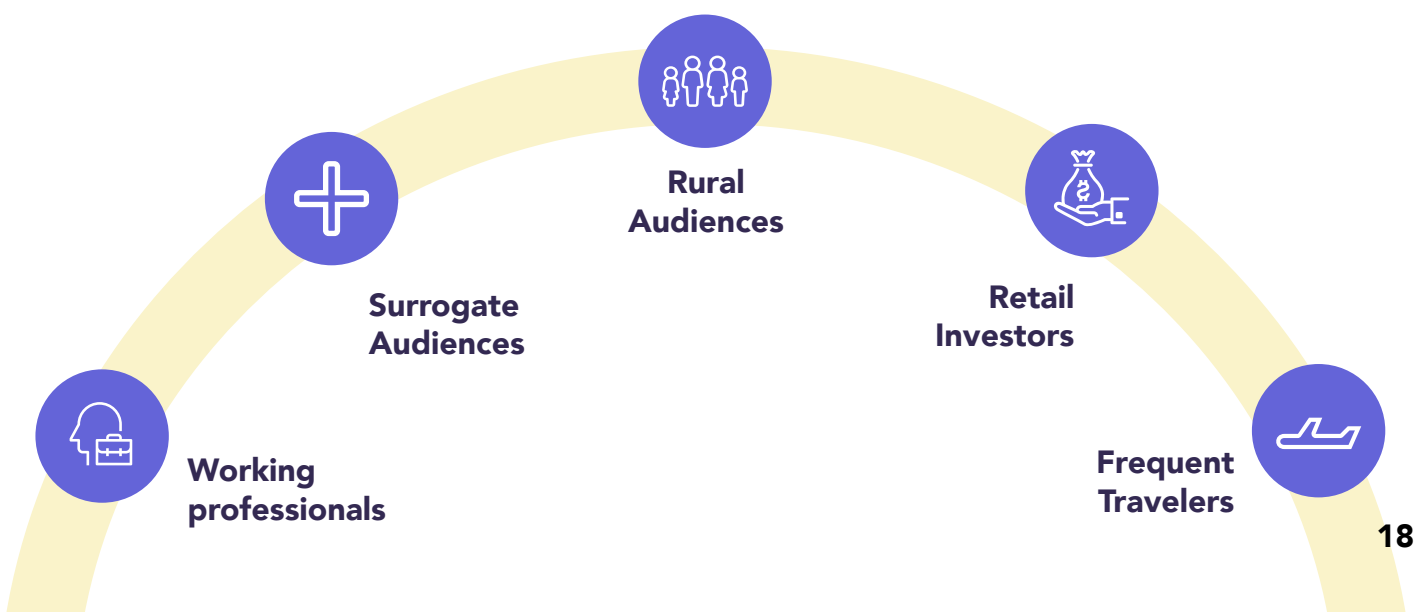 Rural
Audiences
Surrogate
Audiences
Retail
Investors
Working
professionals
Frequent
Travelers
18